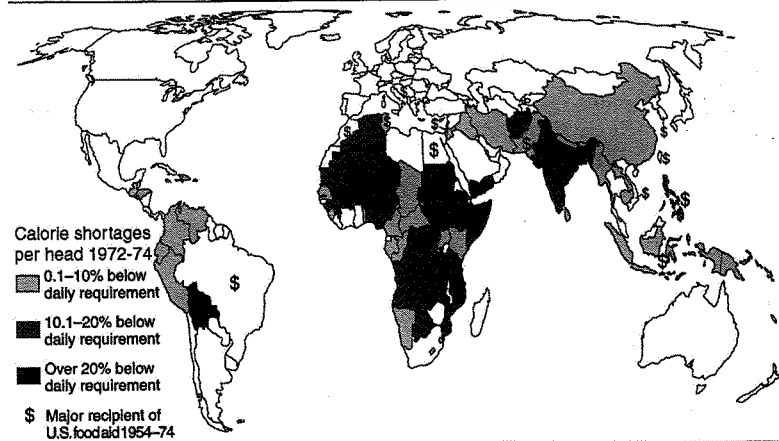 Calorie shortages
per head 1972-74
0.1–10% below
daily requirement
10.1–20% below
daily requirement
Over 20% below
daily requirement
$ Major recipient of
U.S. food aid 1954–74
$
$
$
$
$
$
$
$
$
$
$
$